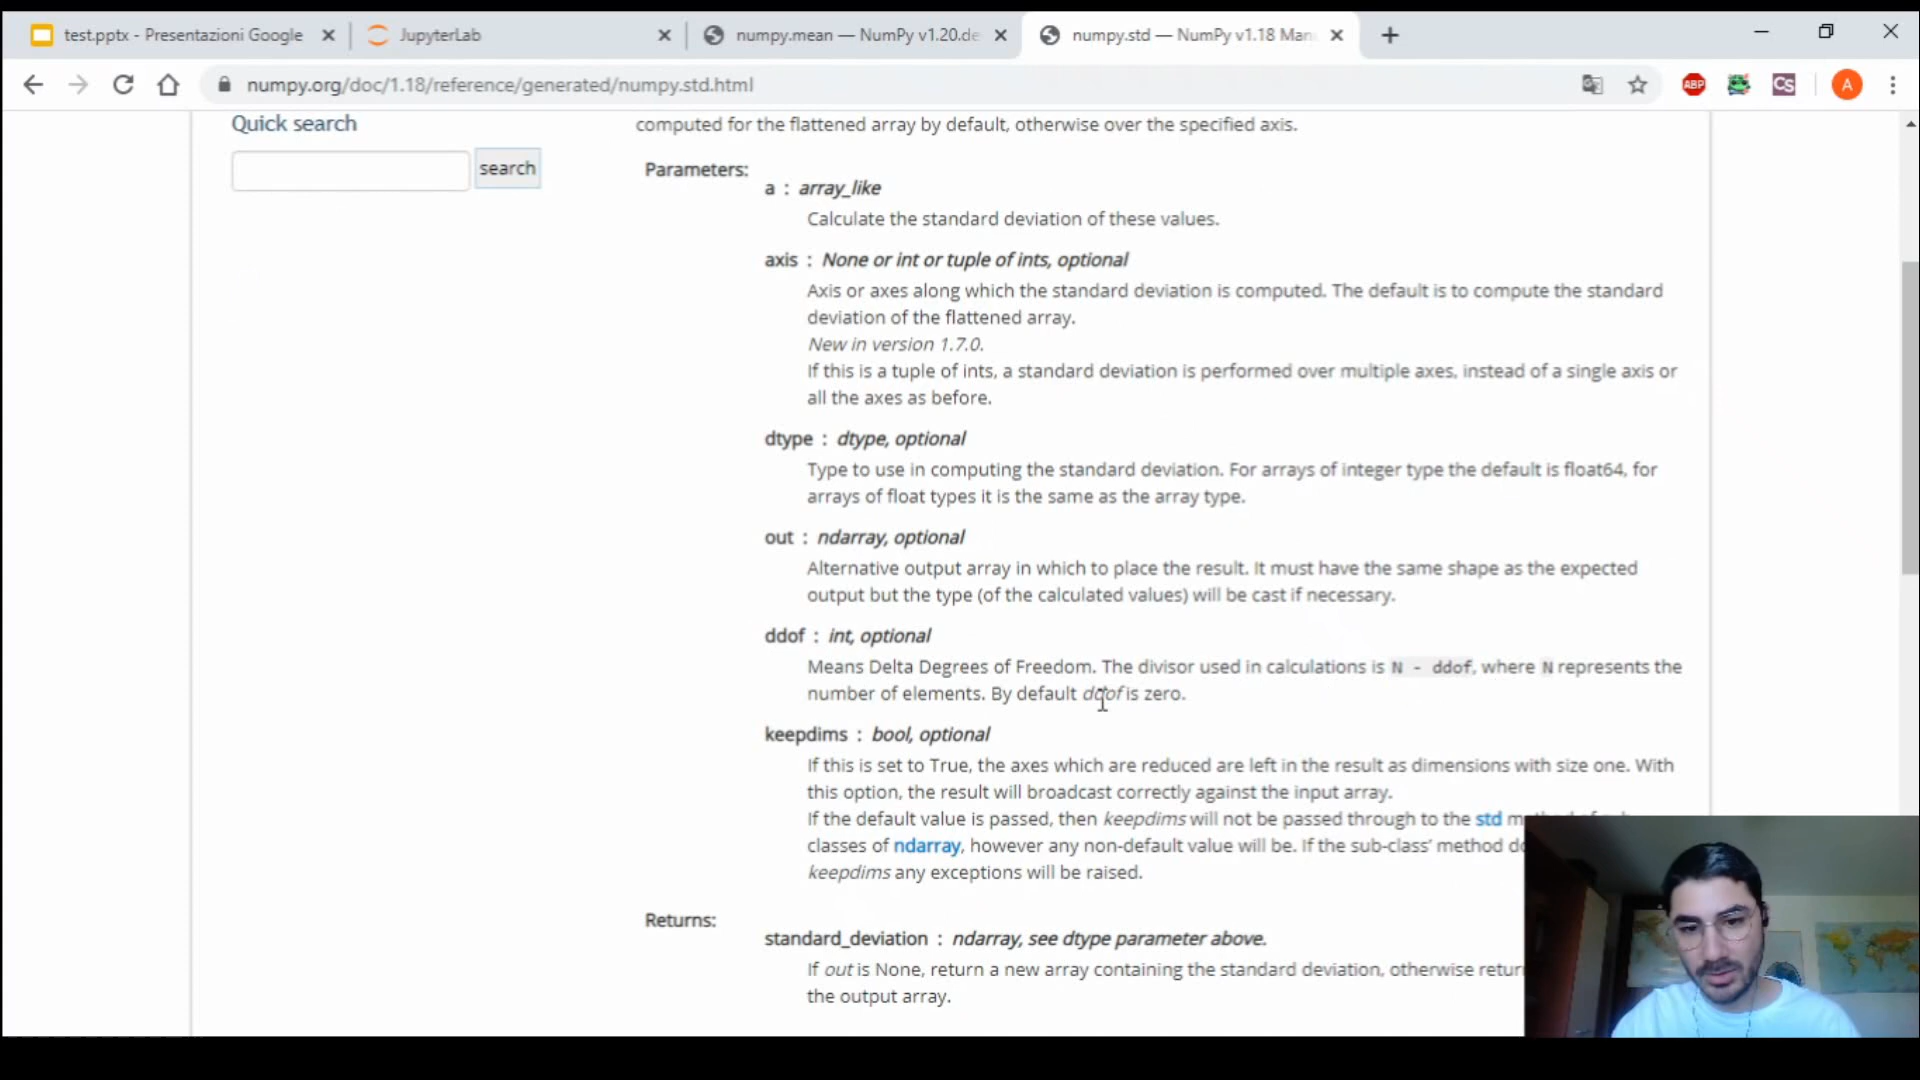 test.pptx - Presentazioni Google
JupyterLab
numpy.mean — NumPy v1.20.de
numpy.std — NumPy v1.18 Man
numpy.org/doc/1.18/reference/generated/numpy.std.html
ABP
CS
A
Quick search
search
computed for the flattened array by default, otherwise over the specified axis.
Parameters:
a : array_like
Calculate the standard deviation of these values.
axis : None or int or tuple of ints, optional
Axis or axes along which the standard deviation is computed. The default is to compute the standard
deviation of the flattened array.
New in version 1.7.0.
If this is a tuple of ints, a standard deviation is performed over multiple axes, instead of a single axis or
all the axes as before.
dtype : dtype, optional
Type to use in computing the standard deviation. For arrays of integer type the default is float64, for
arrays of float types it is the same as the array type.
out : ndarray, optional
Alternative output array in which to place the result. It must have the same shape as the expected
output but the type (of the calculated values) will be cast if necessary.
ddof : int, optional
Means Delta Degrees of Freedom. The divisor used in calculations is N - ddof, where N represents the
number of elements. By default ddof is zero.
keepdims : bool, optional
If this is set to True, the axes which are reduced are left in the result as dimensions with size one. With
this option, the result will broadcast correctly against the input array.
If the default value is passed, then keepdims will not be passed through to the std
classes of ndarray, however any non-default value will be. If the sub-class' method
keepdims any exceptions will be raised.
Returns:
standard_deviation : ndarray, see dtype parameter above.
If out is None, return a new array containing the standard deviation, otherwise
the output array.